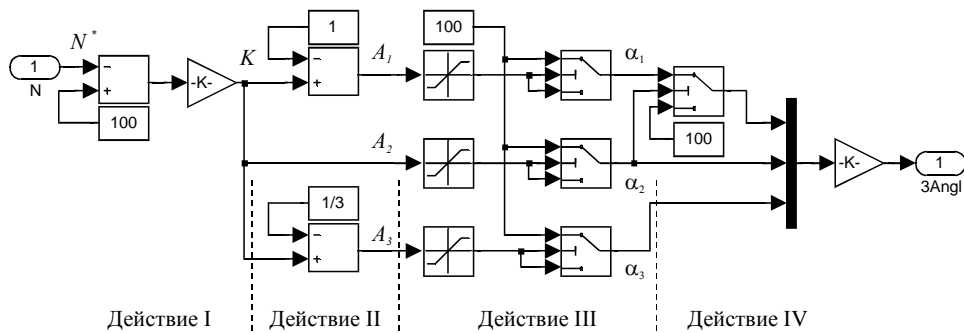 N*
1
N
−
+
100
-K-
K
1
−
+
A1
A2
1/3
−
+
A3
100
α1
α2
α3
100
-K-
1
3Angl
Действие I
Действие II
Действие III
Действие IV